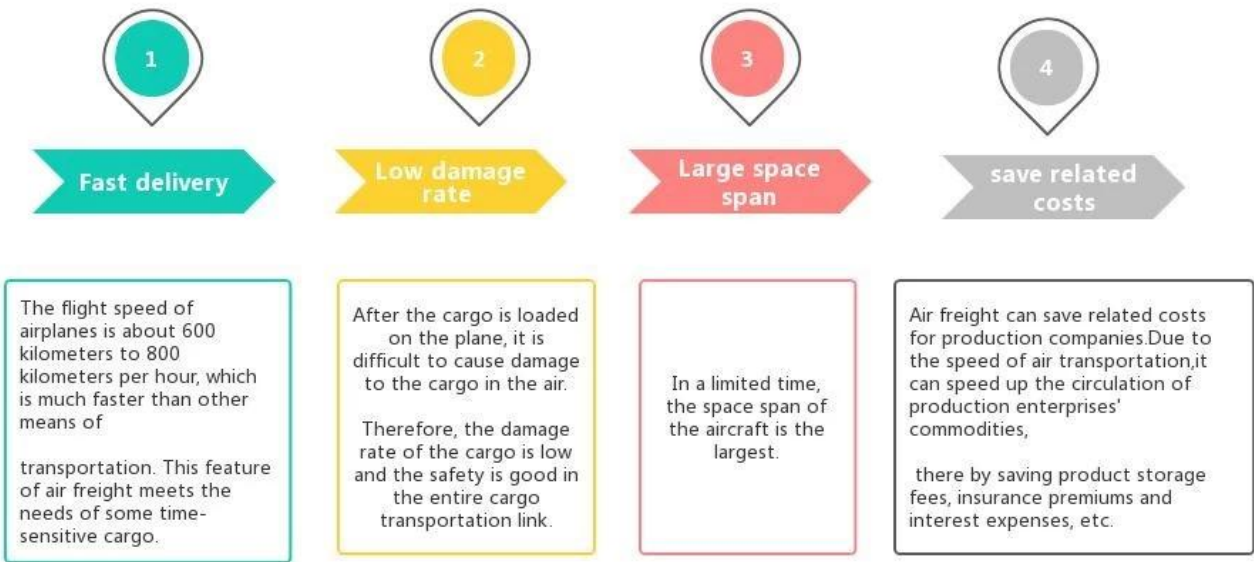 1
Fast delivery
The flight speed of
airplanes is about 600
kilometers to 800
kilometers per hour, which
is much faster than other
means of
transportation. This feature
of air freight meets the
needs of some time-
sensitive cargo.
2
Low damage
rate
After the cargo is loaded
on the plane, it is
difficult to cause damage
to the cargo in the air.
Therefore, the damage
rate of the cargo is low
and the safety is good in
the entire cargo
transportation link.
3
Large space
span
In a limited time,
the space span of
the aircraft is the
largest.
4
save related
costs
Air freight can save related costs
for production companies.Due to
the speed of air transportation,it
can speed up the circulation of
production enterprises'
commodities,
there by saving product storage
fees, insurance premiums and
interest expenses, etc.